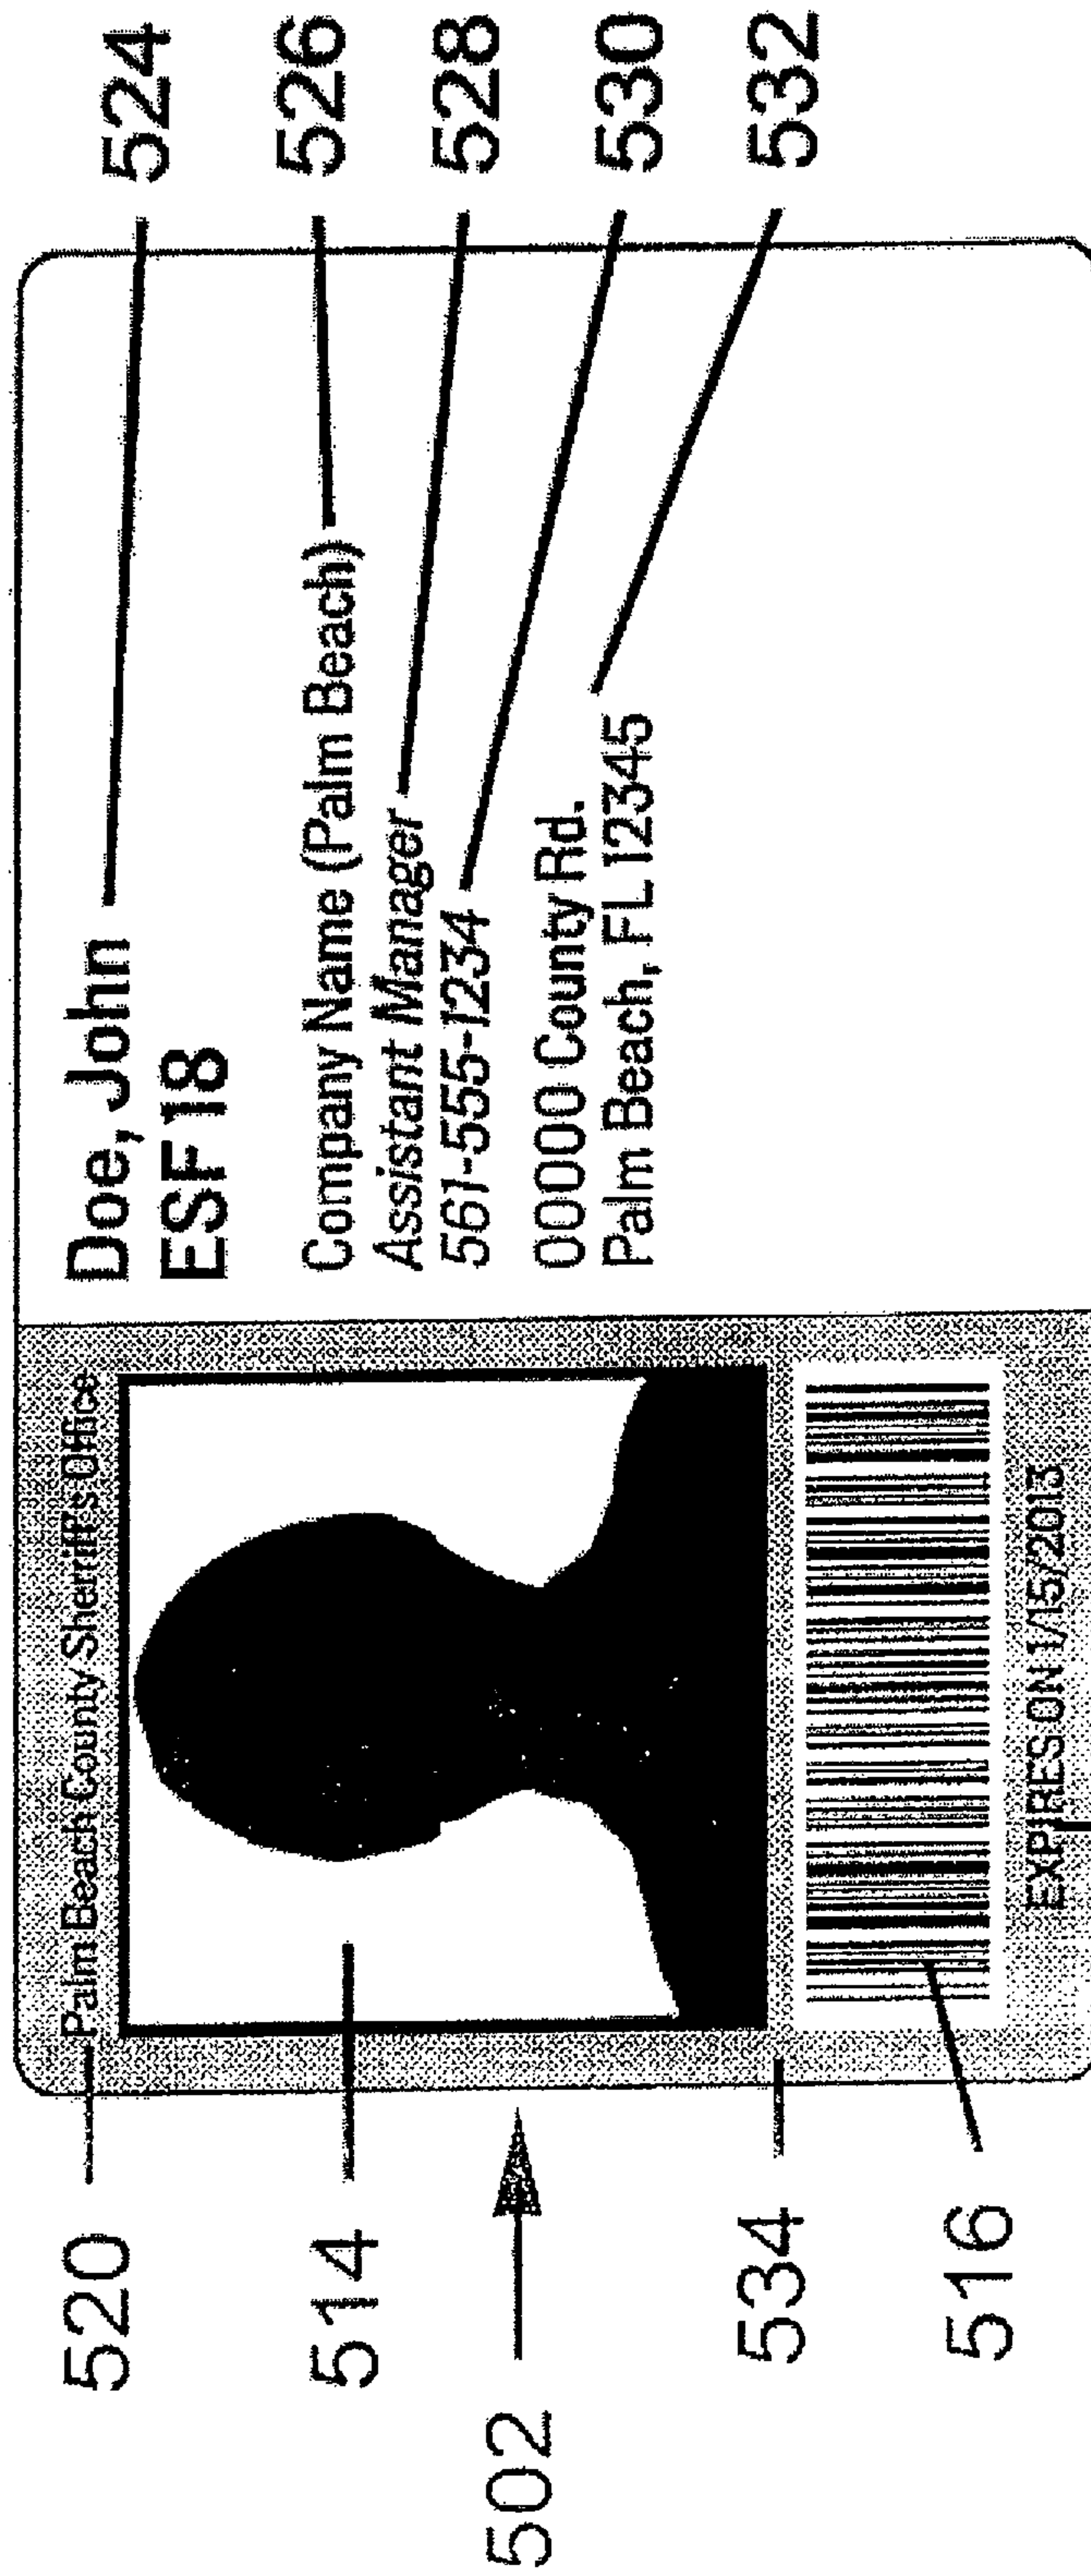 520
Palm Beach County Sheriff's Office
514
502
534
516
EXPIRES ON 1/15/2013
Doe, John
524
ESF18
Company Name (Palm Beach)
526
Assistant Manager
528
561-555-1234
530
00000 County Rd.
Palm Beach, FL 12345
532